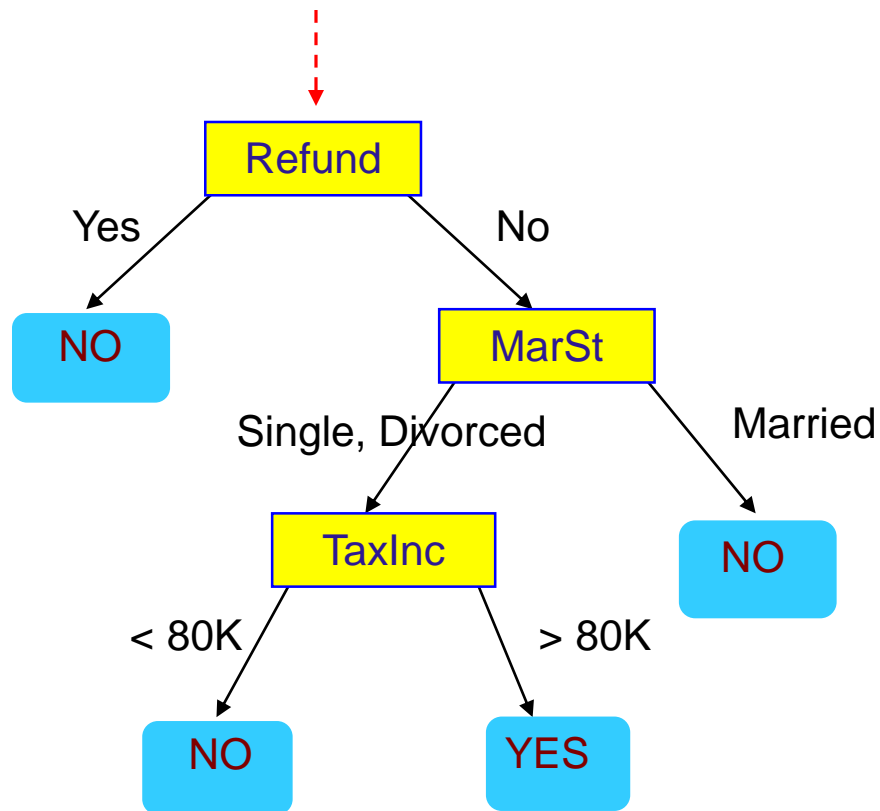 Refund
Yes
No
NO
MarSt
Single, Divorced
Married
TaxInc
NO
< 80K
> 80K
NO
YES